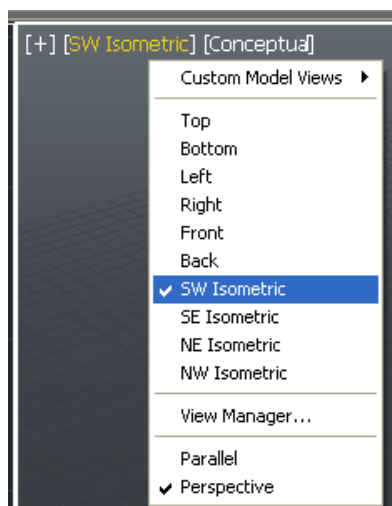 [+] [SW Isometric] [Conceptual]
Custom Model Views
Top
Bottom
Left
Right
Front
Back
SW Isometric
SE Isometric
NE Isometric
NW Isometric
View Manager...
Parallel
Perspective